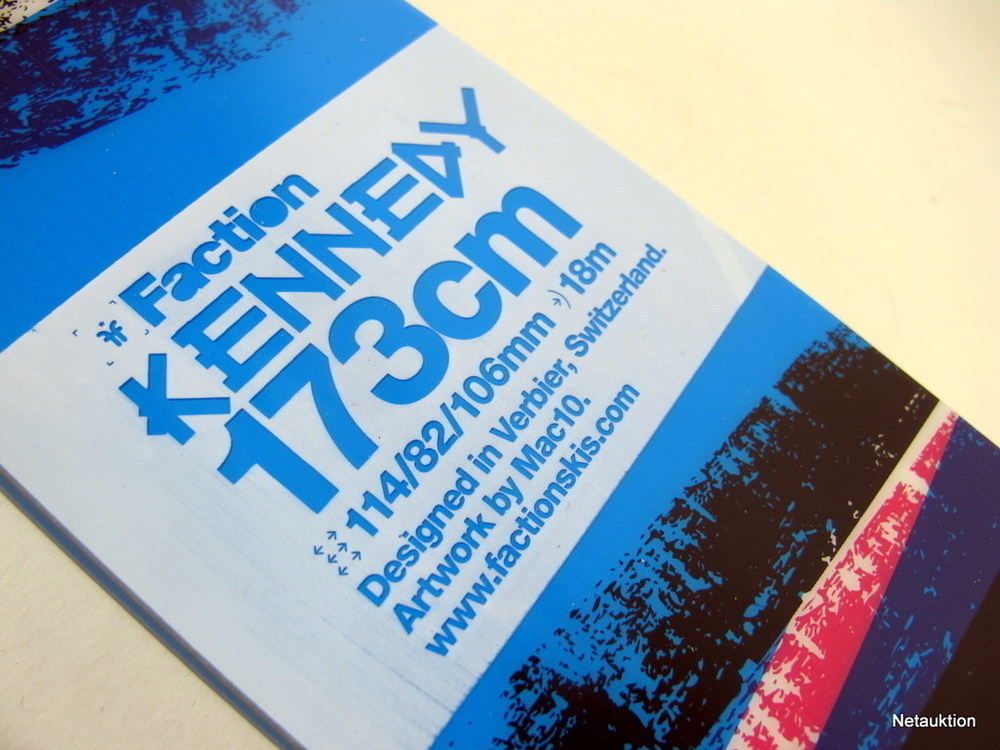 Faction
KENNEDY
173cm
114/82/106mm 18m
Designed in Verbier, Switzerland.
Artwork by Mac10.
www.factionskis.com
Netauktion